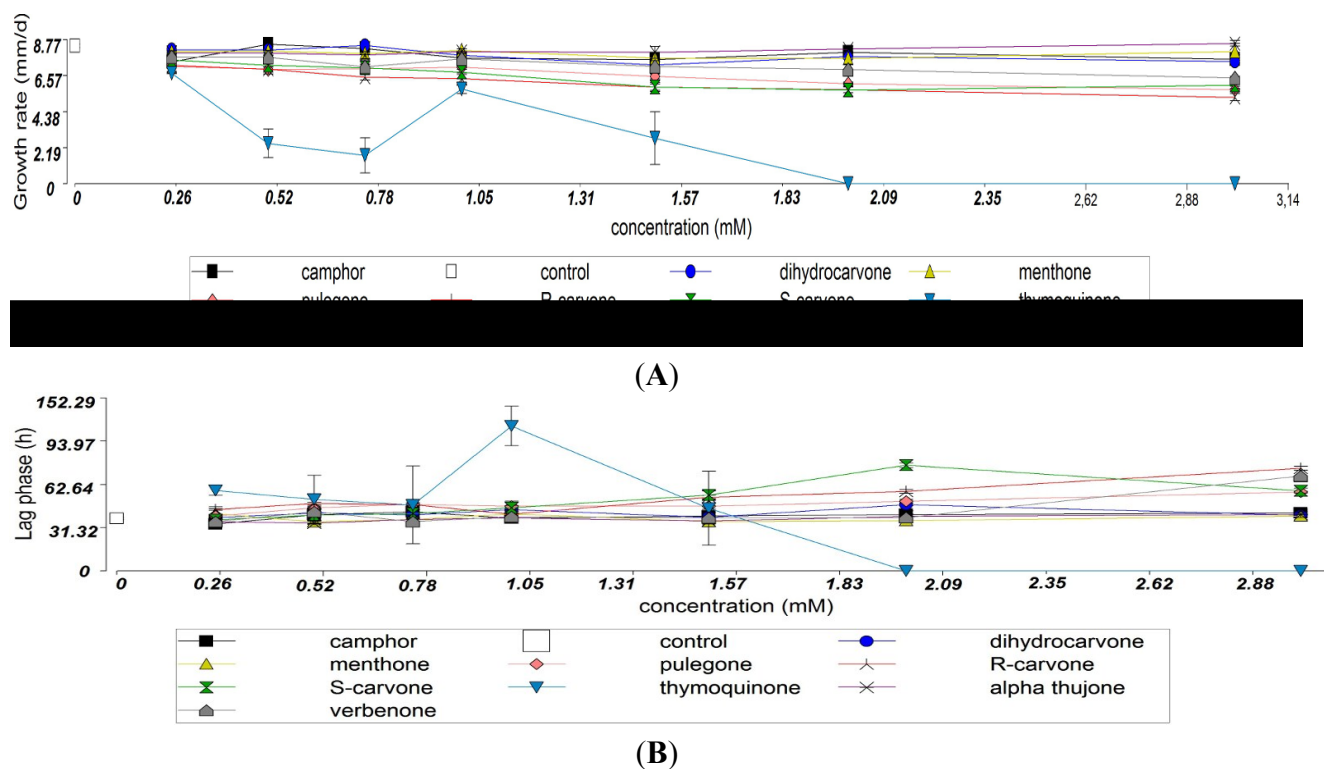 Growth rate (mm/d)
8.77
6.57
4.38
2.19
0
0 0.26 0.52 0.78 1.05 1.31 1.57 1.83 2.09 2.35 2,62 2,88 3,14
concentration (mM)
camphor control dihydrocarvone menthone
pulegone R-carvone S-carvone thymoquinone
(A)
Lag phase (h)
152.29
93.97
62.64
31.32
0
0 0.26 0.52 0.78 1.05 1.31 1.57 1.83 2.09 2.35 2.62 2.88
concentration (mM)
camphor control dihydrocarvone
menthone pulegone R-carvone
S-carvone thymoquinone alpha thujone
verbenone
(B)